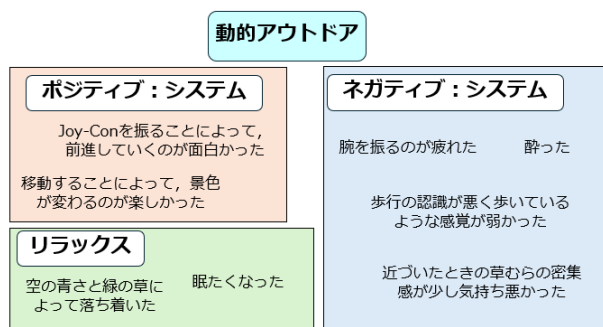 動的アウトドア
ポジティブ：システム
Joy-Conを振ることによって，
前進していくのが面白かった
移動することによって，景色
が変わるのが楽しかった
リラックス
空の青さと緑の草に
よって落ち着いた
眠たくなった
ネガティブ：システム
腕を振るのが疲れた
酔った
歩行の認識が悪く歩いている
ような感覚が弱かった
近づいたときの草むらの密集
感が少し気持ち悪かった